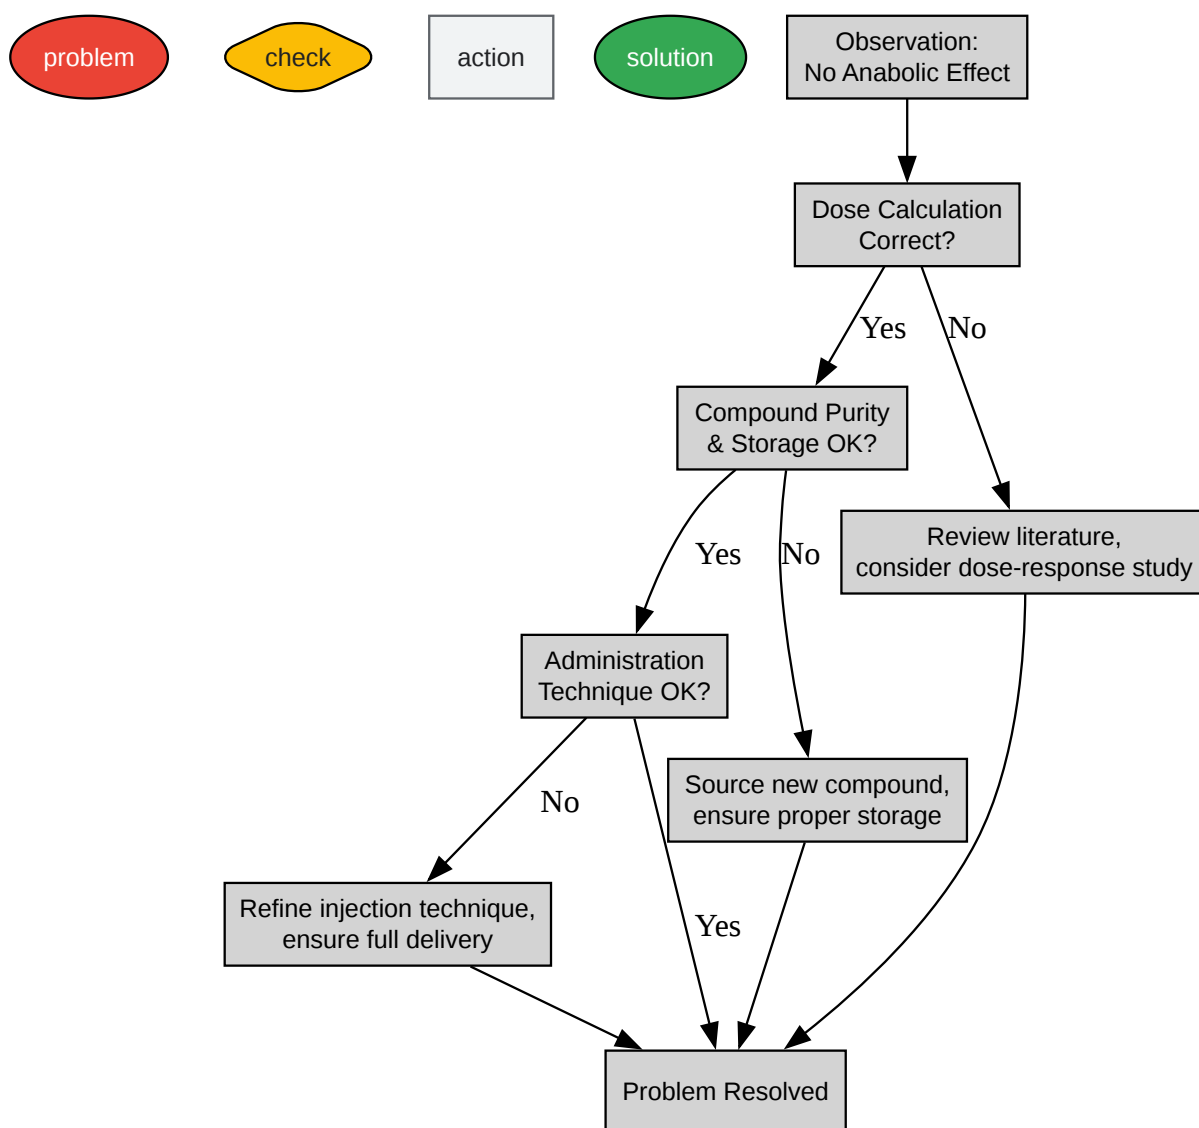 problem
check
action
solution
Observation:
No Anabolic Effect
Dose Calculation
Correct?
Yes
No
Compound Purity
& Storage OK?
Yes
No
Review literature,
consider dose-response study
Administration
Technique OK?
No
Source new compound,
ensure proper storage
Refine injection technique,
ensure full delivery
Yes
Problem Resolved